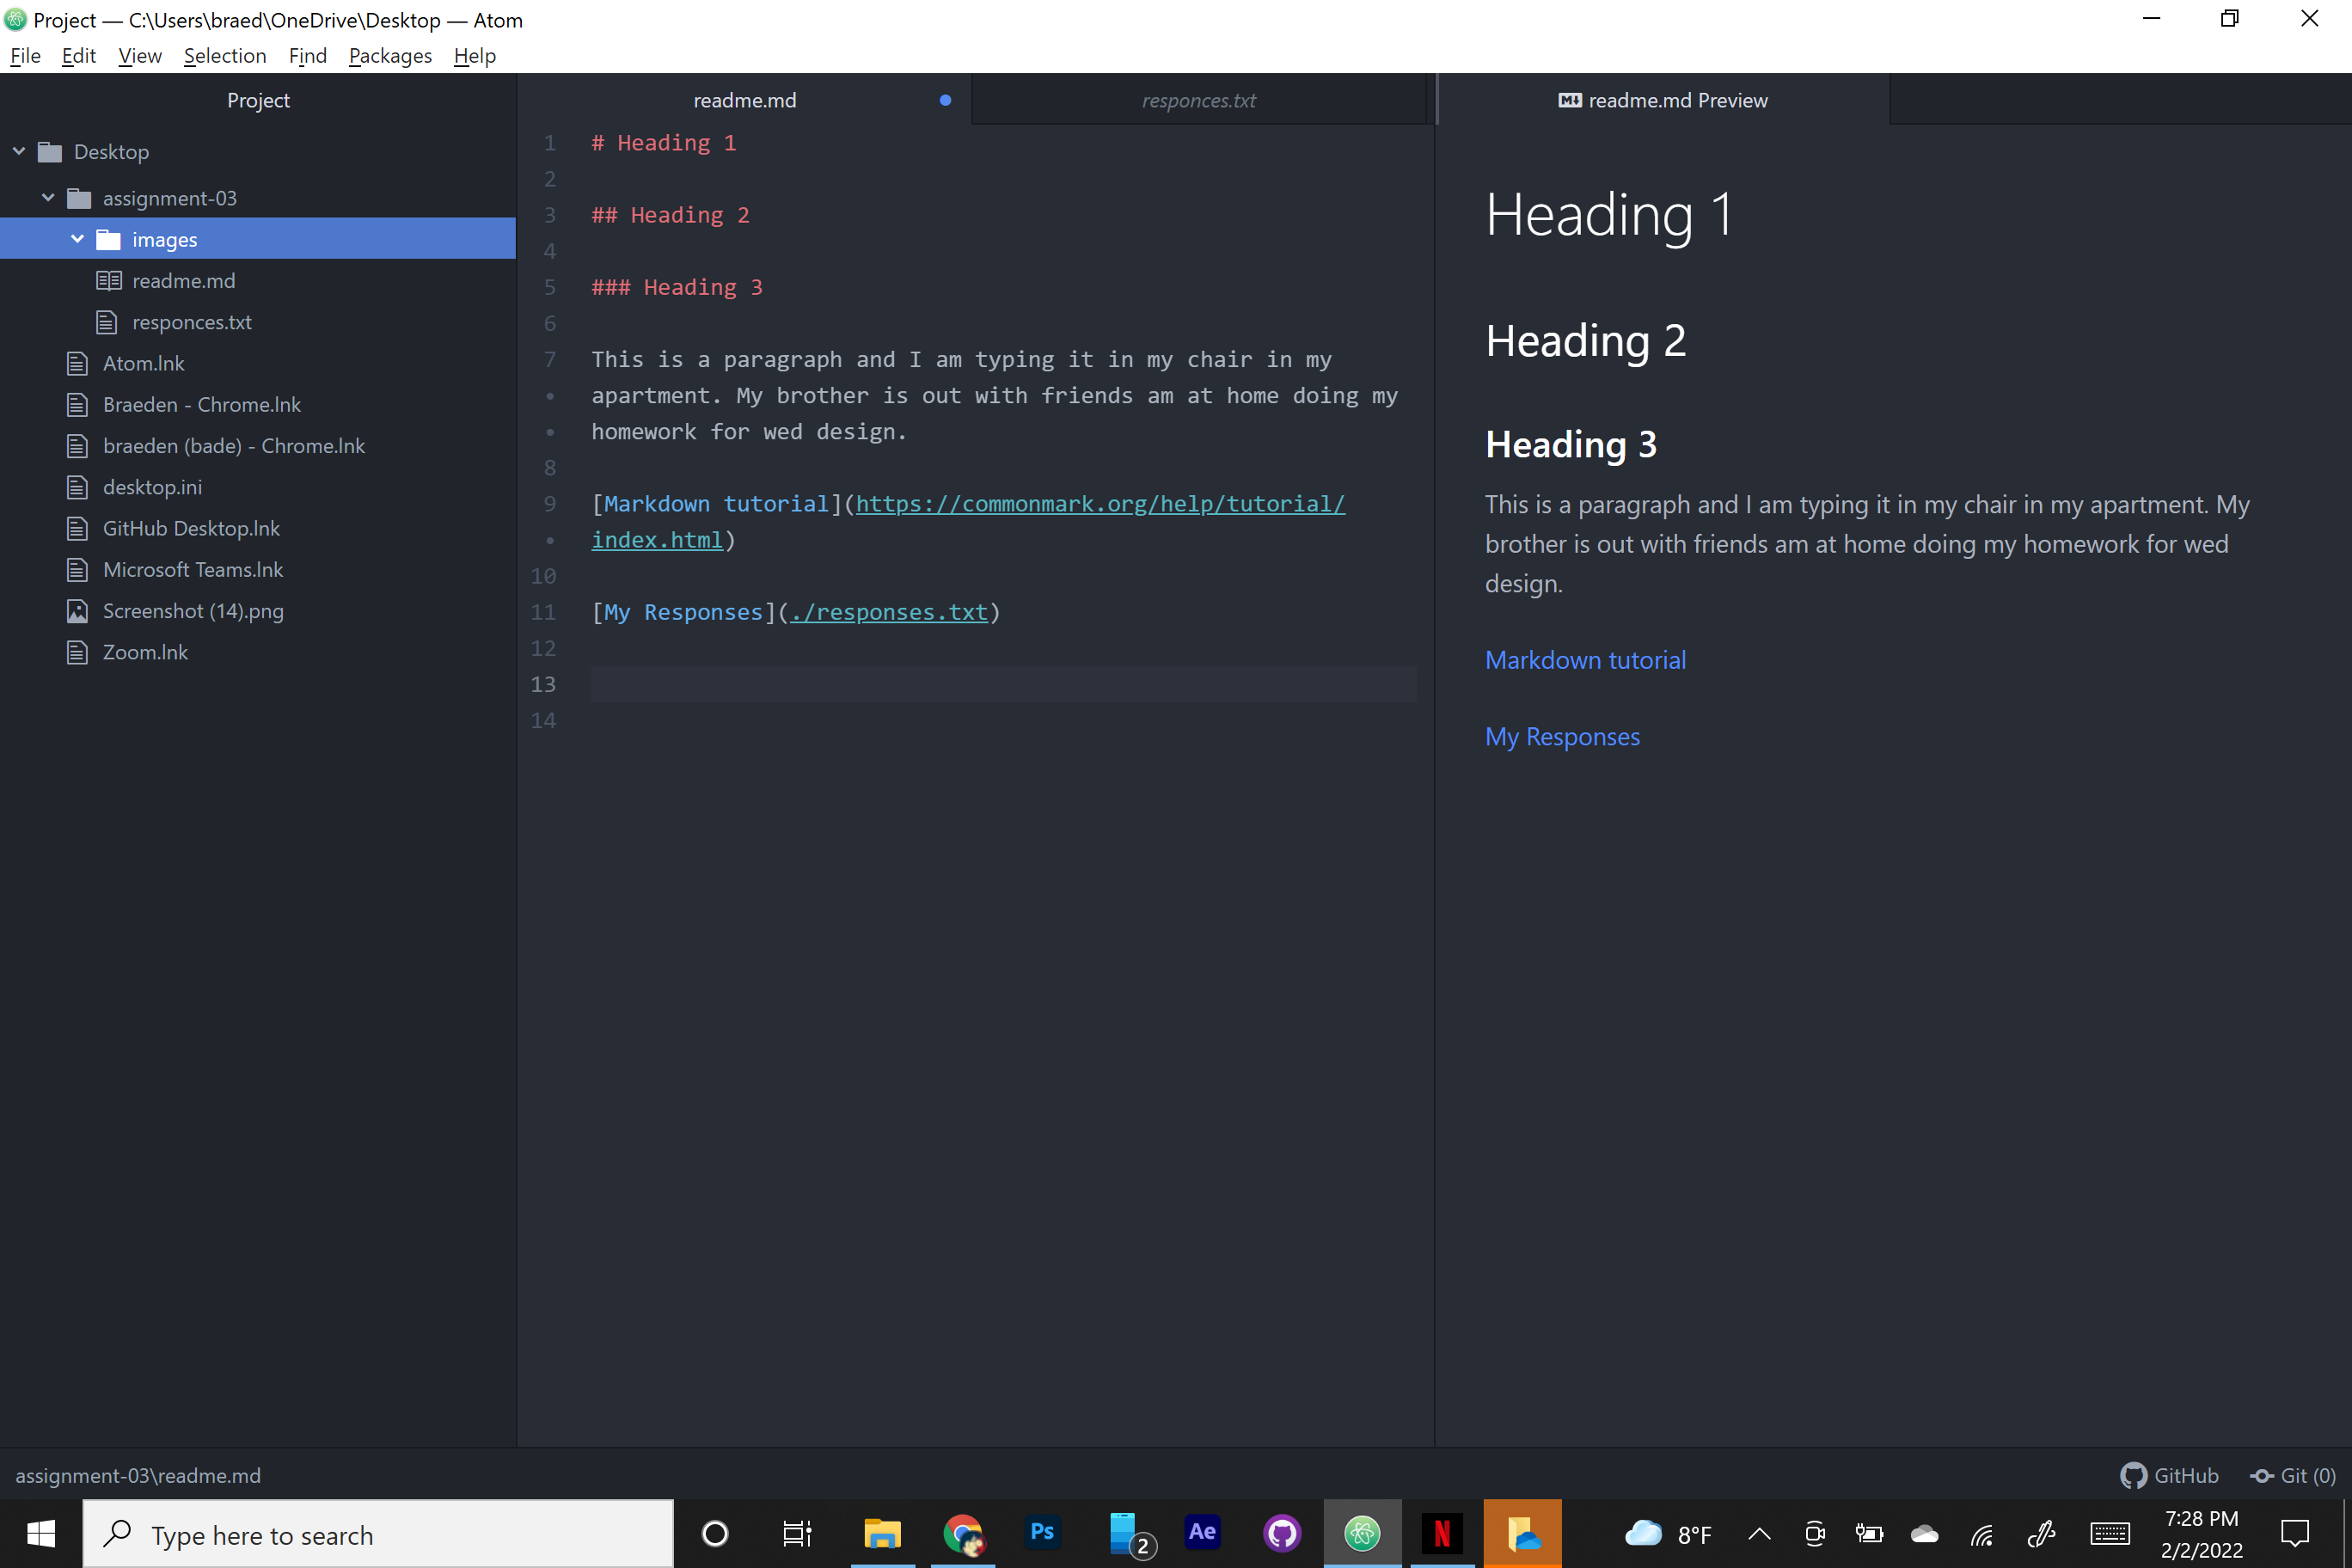 Project — C:\Users\braed\OneDrive\Desktop — Atom
File Edit View Selection Find Packages Help
Project
Desktop
assignment-03
images
readme.md
responces.txt
Atom.lnk
Braeden - Chrome.lnk
braeden (bade) - Chrome.lnk
desktop.ini
GitHub Desktop.lnk
Microsoft Teams.lnk
Screenshot (14).png
Zoom.lnk
readme.md
responces.txt
1 # Heading 1
2
3 ## Heading 2
4
5 ### Heading 3
6
7 This is a paragraph and I am typing it in my chair in my
• apartment. My brother is out with friends am at home doing my
• homework for wed design.
8
9 [Markdown tutorial](https://commonmark.org/help/tutorial/
• index.html)
10
11 [My Responses](./responses.txt)
12
13
14
readme.md Preview
Heading 1
Heading 2
Heading 3
This is a paragraph and I am typing it in my chair in my apartment. My
brother is out with friends am at home doing my homework for wed
design.
Markdown tutorial
My Responses
assignment-03\readme.md
GitHub
Git (0)
Type here to search
Ps
2
Ae
N
8°F
7:28 PM
2/2/2022